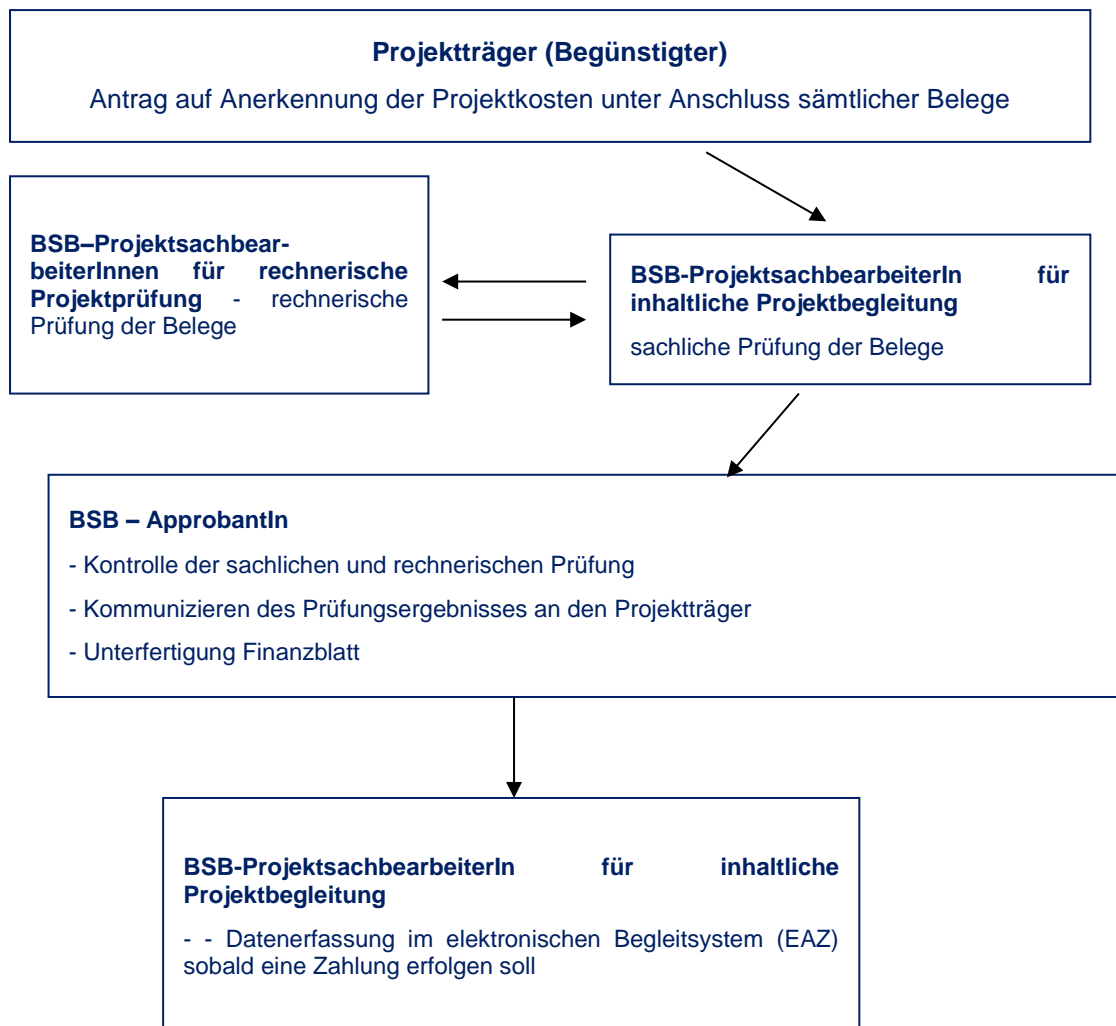 Projektträger (Begünstigter)
Antrag auf Anerkennung der Projektkosten unter Anschluss sämtlicher Belege
BSB–Projektsachbear-
beiterInnen für rechnerische
Projektprüfung - rechnerische
Prüfung der Belege
BSB-ProjektsachbearbeiterIn für
inhaltliche Projektbegleitung
sachliche Prüfung der Belege
BSB – ApprobantIn
- Kontrolle der sachlichen und rechnerischen Prüfung
- Kommunizieren des Prüfungsergebnisses an den Projektträger
- Unterfertigung Finanzblatt
BSB-ProjektsachbearbeiterIn für inhaltliche
Projektbegleitung
- - Datenerfassung im elektronischen Begleitsystem (EAZ)
sobald eine Zahlung erfolgen soll